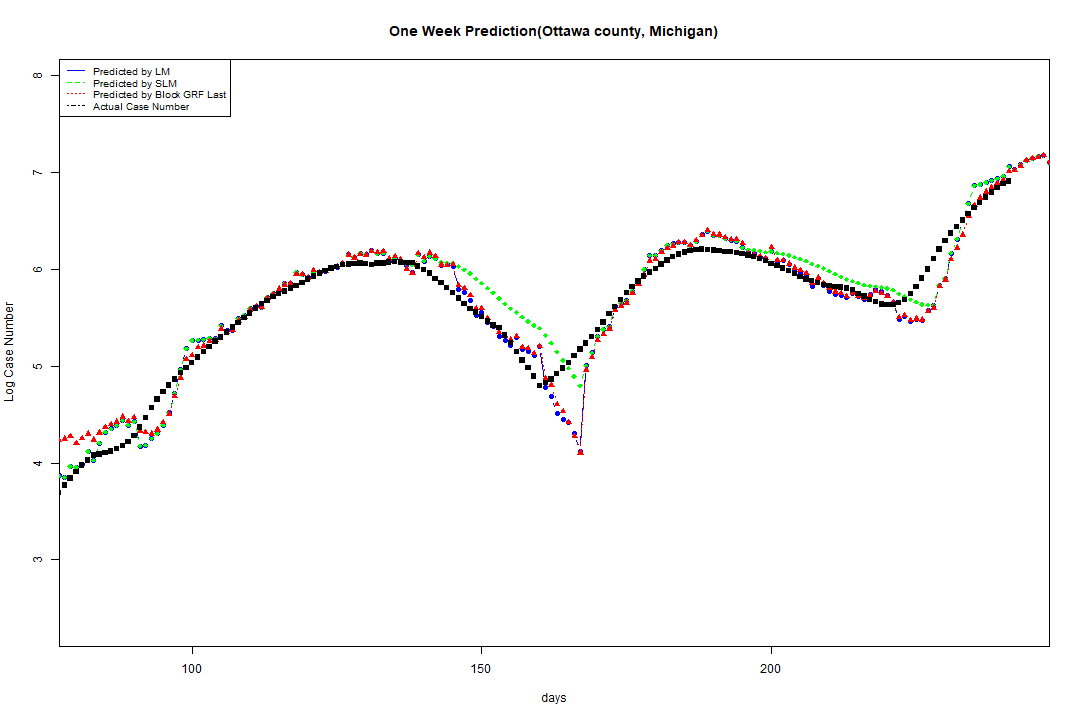 One Week Prediction(Ottawa county, Michigan)
Predicted by LM
Predicted by SLM
Predicted by Block GRF Last
Actual Case Number
8
7
6
5
4
3
Log Case Number
100
150
200
days